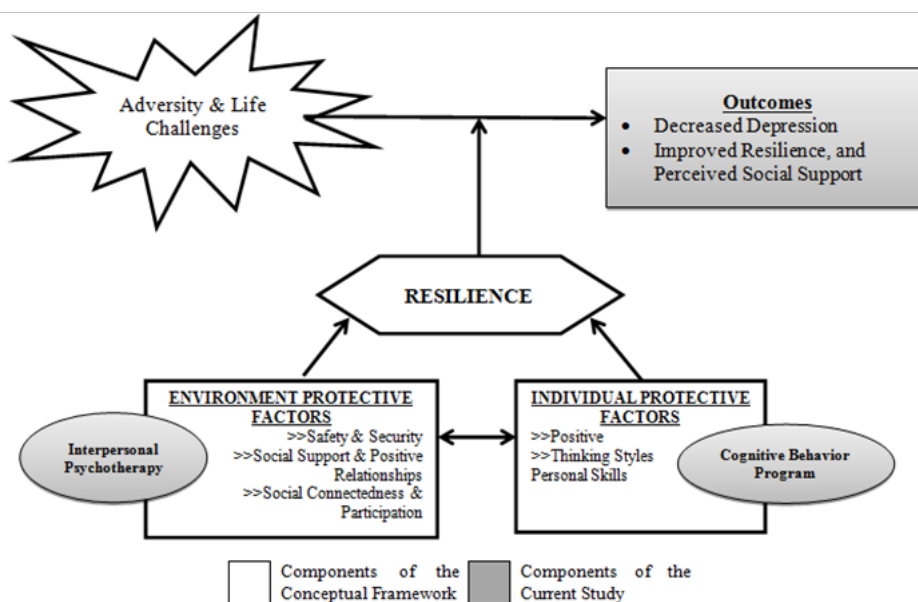 Adversity & Life
Challenges
Outcomes
• Decreased Depression
• Improved Resilience, and
Perceived Social Support
RESILIENCE
ENVIRONMENT PROTECTIVE
FACTORS
>>Safety & Security
>>Social Support & Positive
Relationships
>>Social Connectedness &
Participation
Interpersonal
Psychotherapy
INDIVIDUAL PROTECTIVE
FACTORS
>>Positive
>>Thinking Styles
Personal Skills
Cognitive Behavior
Program
Components of the
Conceptual Framework
Components of the
Current Study